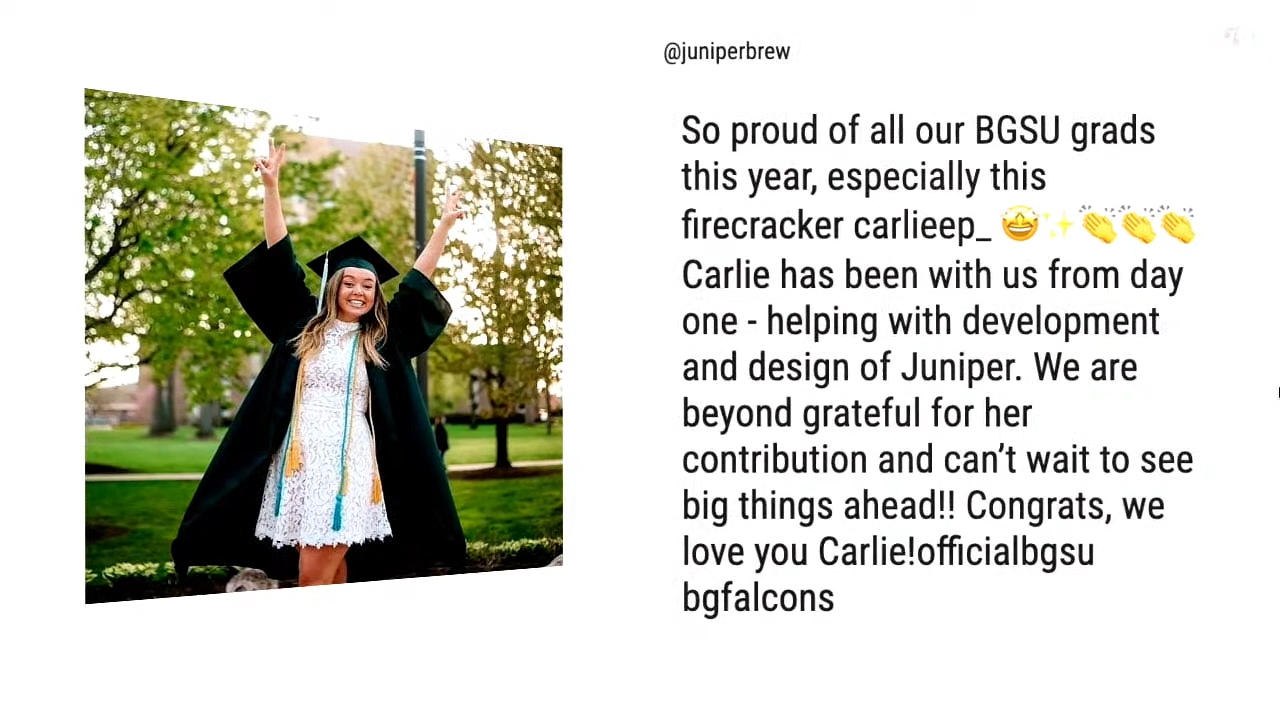 @juniperbrew
So proud of all our BGSU grads
this year, especially this
firecracker carlieep_ 🤩✨👏👏👏
Carlie has been with us from day
one - helping with development
and design of Juniper. We are
beyond grateful for her
contribution and can’t wait to see
big things ahead!! Congrats, we
love you Carlie!officialbgsu
bgfalcons